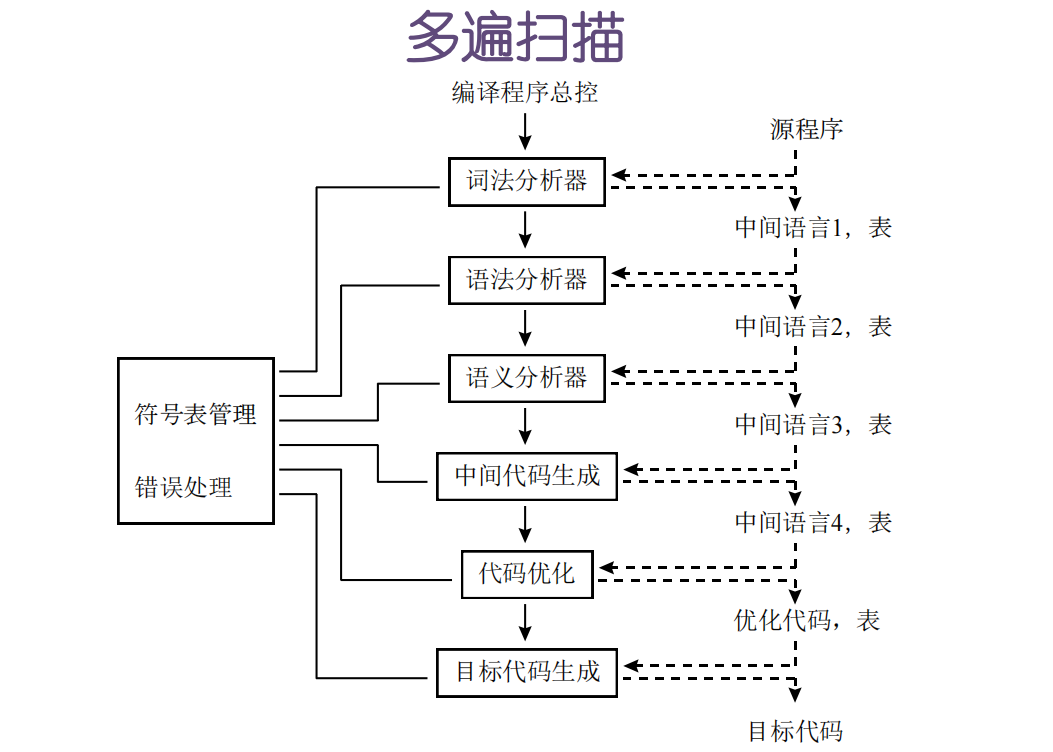 多遍扫描
编译程序总控
源程序
词法分析器
中间语言1，表
语法分析器
中间语言2，表
语义分析器
符号表管理
中间语言3，表
中间代码生成
错误处理
中间语言4，表
代码优化
优化代码，表
目标代码生成
目标代码